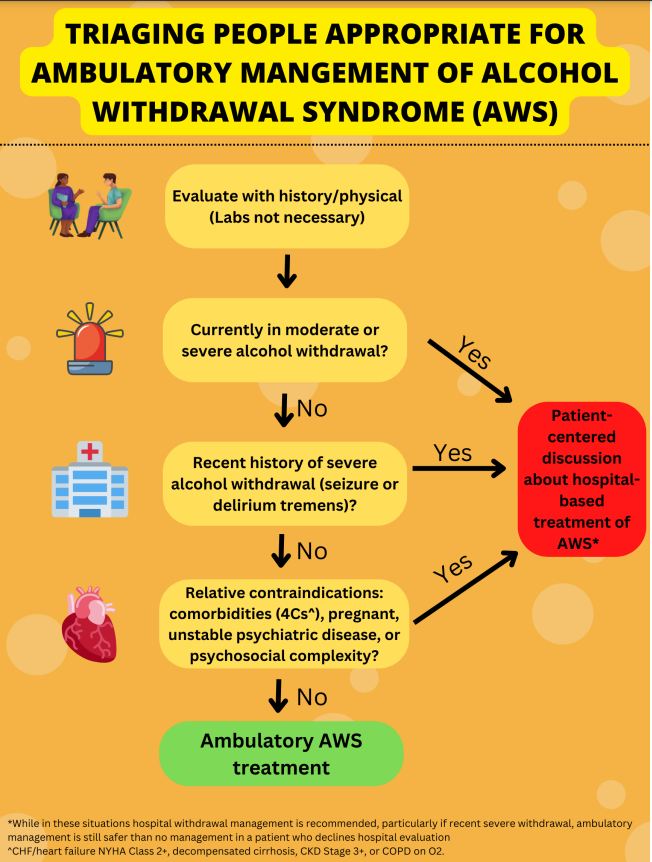 TRIAGING PEOPLE APPROPRIATE FOR
AMBULATORY MANGEMENT OF ALCOHOL
WITHDRAWAL SYNDROME (AWS)
Evaluate with history/physical
(Labs not necessary)
Currently in moderate or
severe alcohol withdrawal?
Yes
No
Recent history of severe
alcohol withdrawal (seizure or
delirium tremens)?
Yes
Patient-
centered
discussion
about hospital-
based
treatment of
AWS*
No
Relative contraindications:
comorbidities (4Cs^), pregnant,
unstable psychiatric disease, or
psychosocial complexity?
Yes
No
Ambulatory AWS
treatment
*While in these situations hospital withdrawal management is recommended, particularly if recent severe withdrawal, ambulatory
management is still safer than no management in a patient who declines hospital evaluation
^CHF/heart failure NYHA Class 2+, decompensated cirrhosis, CKD Stage 3+, or COPD on O2.